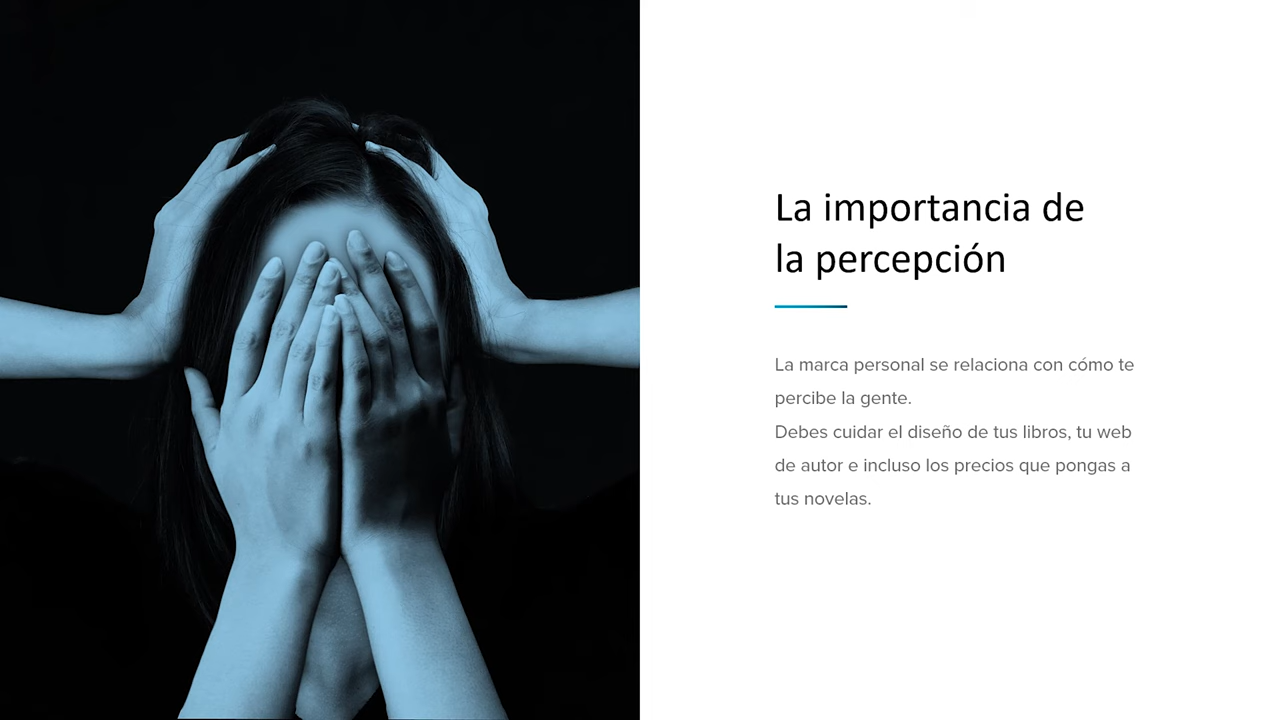 La importancia de
la percepción
La marca personal se relaciona con cómo te
percibe la gente.
Debes cuidar el diseño de tus libros, tu web
de autor e incluso los precios que pongas a
tus novelas.